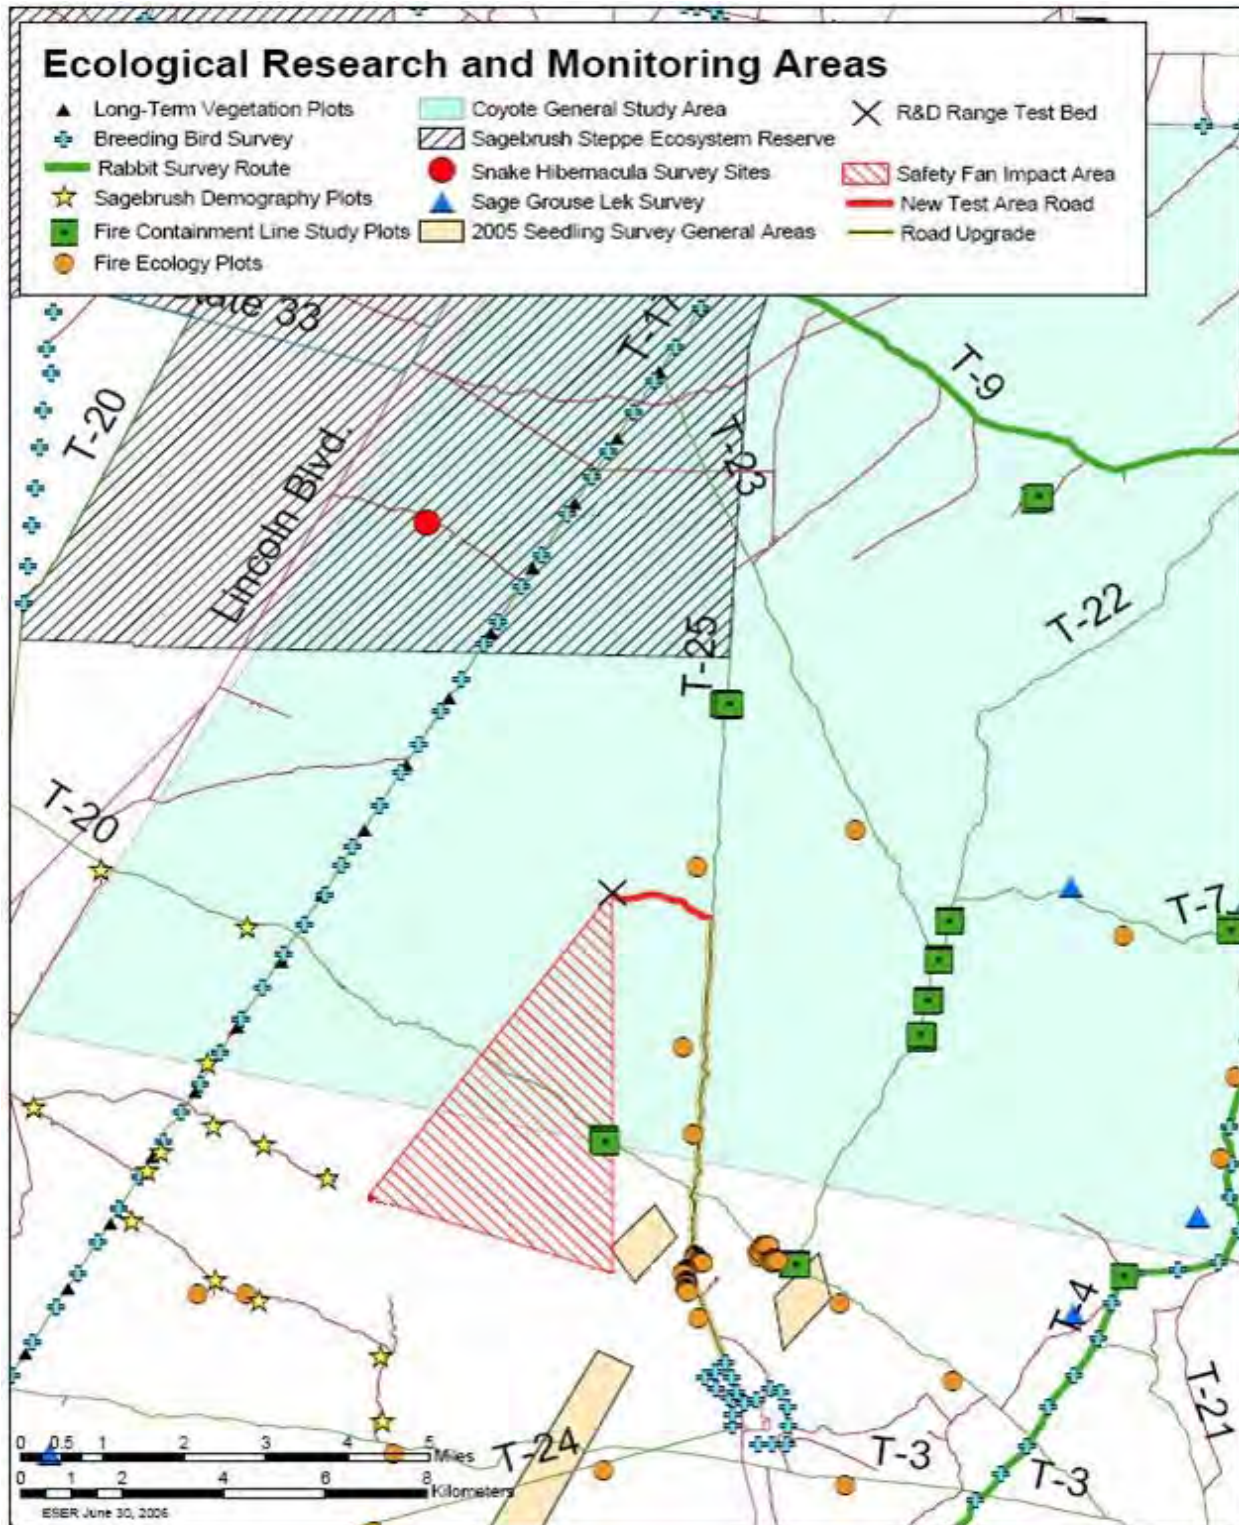 Ecological Research and Monitoring Areas
Long-Term Vegetation Plots
Breeding Bird Survey
Rabbit Survey Route
Sagebrush Demography Plots
Fire Containment Line Study Plots
Fire Ecology Plots
Coyote General Study Area
Sagebrush Steppe Ecosystem Reserve
Snake Hibernacula Survey Sites
Sage Grouse Lek Survey
2005 Seedling Survey General Areas
R&D Range Test Bed
Safety Fan Impact Area
New Test Area Road
Road Upgrade
33
T-17
T-20
T-9
T-23
Lincoln Blvd.
T-22
T-25
T-20
T-7
T-4
T-21
T-24
T-3
T-3
0 0.5 1 2 3 4 5
Miles
0 1 2 4 6 8
Kilometers
ESER June 30, 2006